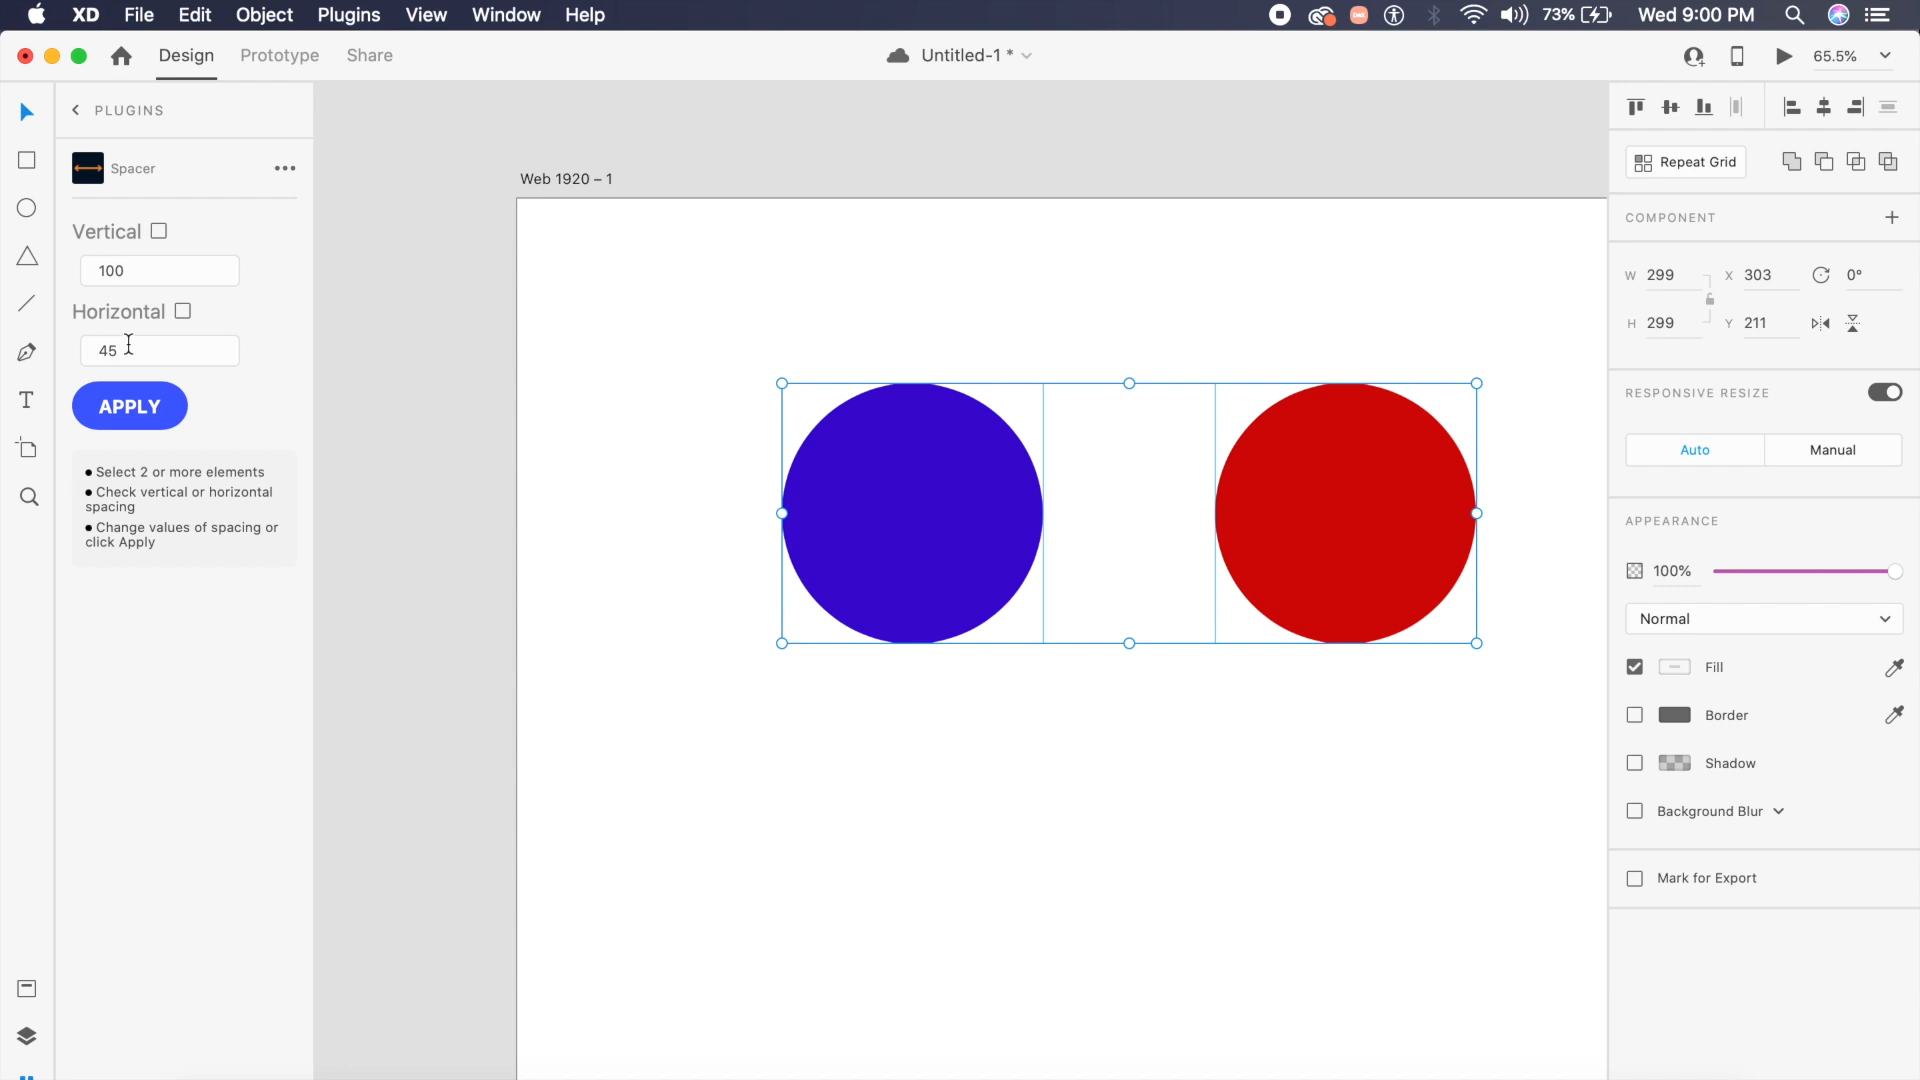 XD File Edit Object Plugins View Window Help 73% Wed 9:00 PM
Design Prototype Share Untitled-1 * 65.5%
PLUGINS
Spacer
Vertical
100
Horizontal
45
APPLY
Select 2 or more elements
Check vertical or horizontal
spacing
Change values of spacing or
click Apply
Web 1920 – 1
Repeat Grid
COMPONENT
W 299 X 303 0°
H 299 Y 211
RESPONSIVE RESIZE
Auto Manual
APPEARANCE
100%
Normal
Fill
Border
Shadow
Background Blur
Mark for Export